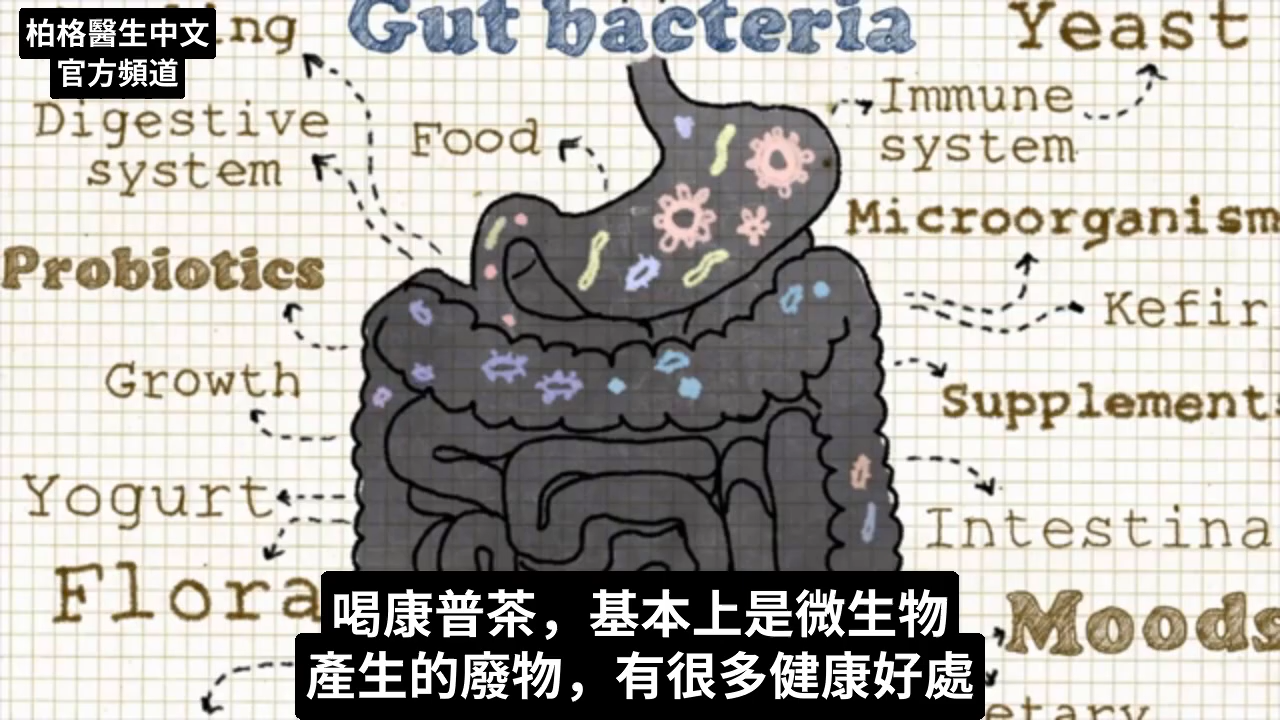 柏格醫生中文
官方頻道
Gut bacteria
Yeast
Digestive
system
Food
Immune
system
Microorganism
Probiotics
Kefir
Growth
Supplement
Yogurt
Intestina
Flora
Moods
喝康普茶，基本上是微生物
產生的廢物，有很多健康好處